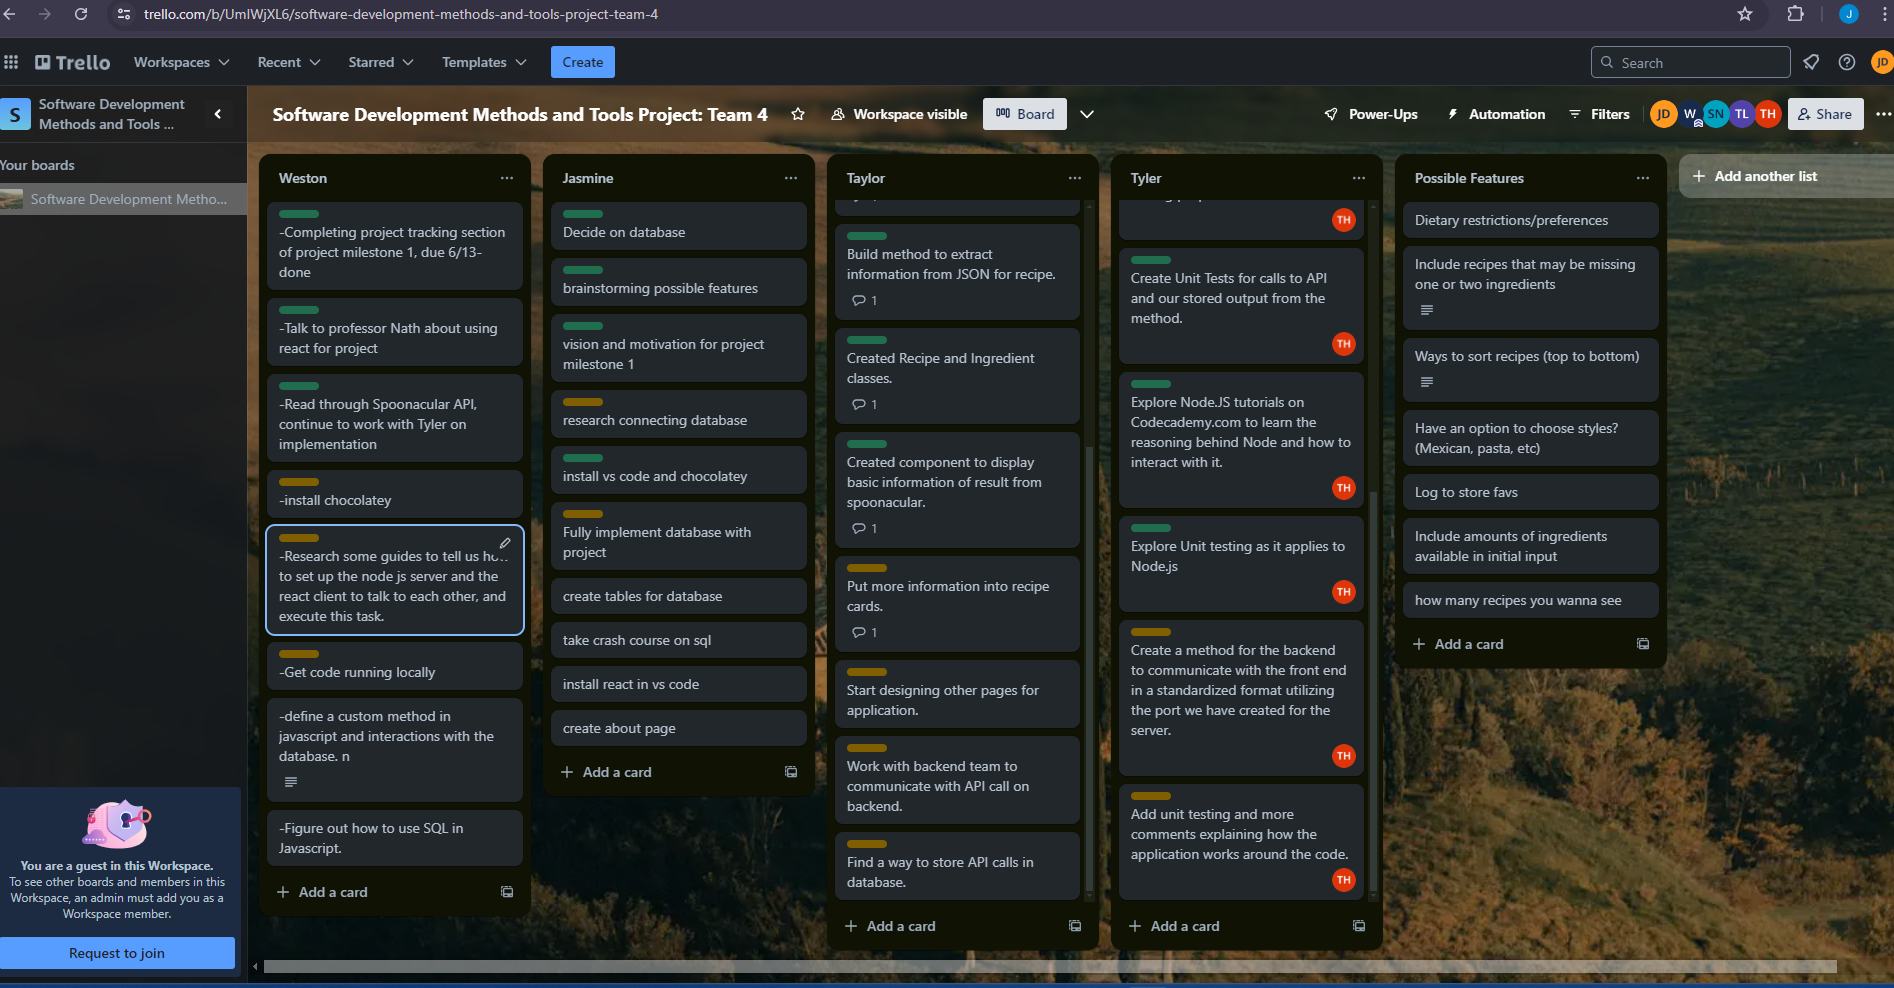 trello.com/b/UmIWjXL6/software-development-methods-and-tools-project-team-4
J
Trello
Workspaces
Recent
Starred
Templates
Create
Search
JD
S
Software Development
Methods and Tools ...
Software Development Methods and Tools Project: Team 4
Workspace visible
Board
Power-Ups
Automation
Filters
JD
W
SN
TL
TH
Share
Your boards
Software Development Metho...
You are a guest in this Workspace.
To see other boards and members in this
Workspace, an admin must add you as a
Workspace member.
Request to join
Weston
-Completing project tracking section
of project milestone 1, due 6/13-
done
-Talk to professor Nath about using
react for project
-Read through Spoonacular API,
continue to work with Tyler on
implementation
-install chocolatey
-Research some guides to tell us how
to set up the node js server and the
react client to talk to each other, and
execute this task.
-Get code running locally
-define a custom method in
javascript and interactions with the
database. n
-Figure out how to use SQL in
Javascript.
Add a card
Jasmine
Decide on database
brainstorming possible features
vision and motivation for project
milestone 1
research connecting database
install vs code and chocolatey
Fully implement database with
project
create tables for database
take crash course on sql
install react in vs code
create about page
Add a card
Taylor
Build method to extract
information from JSON for recipe.
1
Created Recipe and Ingredient
classes.
1
Created component to display
basic information of result from
spoonacular.
1
Put more information into recipe
cards.
1
Start designing other pages for
application.
Work with backend team to
communicate with API call on
backend.
Find a way to store API calls in
database.
Add a card
Tyler
TH
Create Unit Tests for calls to API
and our stored output from the
method.
TH
Explore Node.JS tutorials on
Codecademy.com to learn the
reasoning behind Node and how to
interact with it.
TH
Explore Unit testing as it applies to
Node.js
TH
Create a method for the backend
to communicate with the front end
in a standardized format utilizing
the port we have created for the
server.
TH
Add unit testing and more
comments explaining how the
application works around the code.
TH
Add a card
Possible Features
Dietary restrictions/preferences
Include recipes that may be missing
one or two ingredients
Ways to sort recipes (top to bottom)
Have an option to choose styles?
(Mexican, pasta, etc)
Log to store favs
Include amounts of ingredients
available in initial input
how many recipes you wanna see
Add a card
Add another list